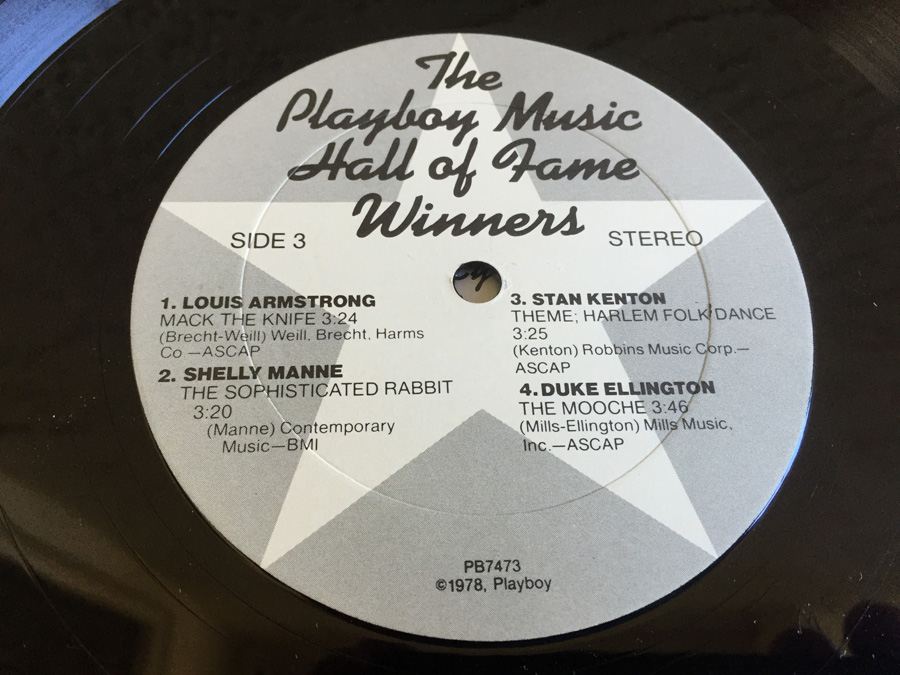 The
Playboy Music
Hall of Fame
Winners
SIDE 3
STEREO
1. LOUIS ARMSTRONG
MACK THE KNIFE 3:24
(Brecht-Weill) Weill, Brecht, Harms
Co —ASCAP
2. SHELLY MANNE
THE SOPHISTICATED RABBIT
3:20
(Manne) Contemporary
Music—BMI
3. STAN KENTON
THEME; HARLEM FOLK DANCE
3:25
(Kenton) Robbins Music Corp.—
ASCAP
4. DUKE ELLINGTON
THE MOOCHE 3:46
(Mills-Ellington) Mills Music,
Inc.—ASCAP
PB7473
©1978, Playboy